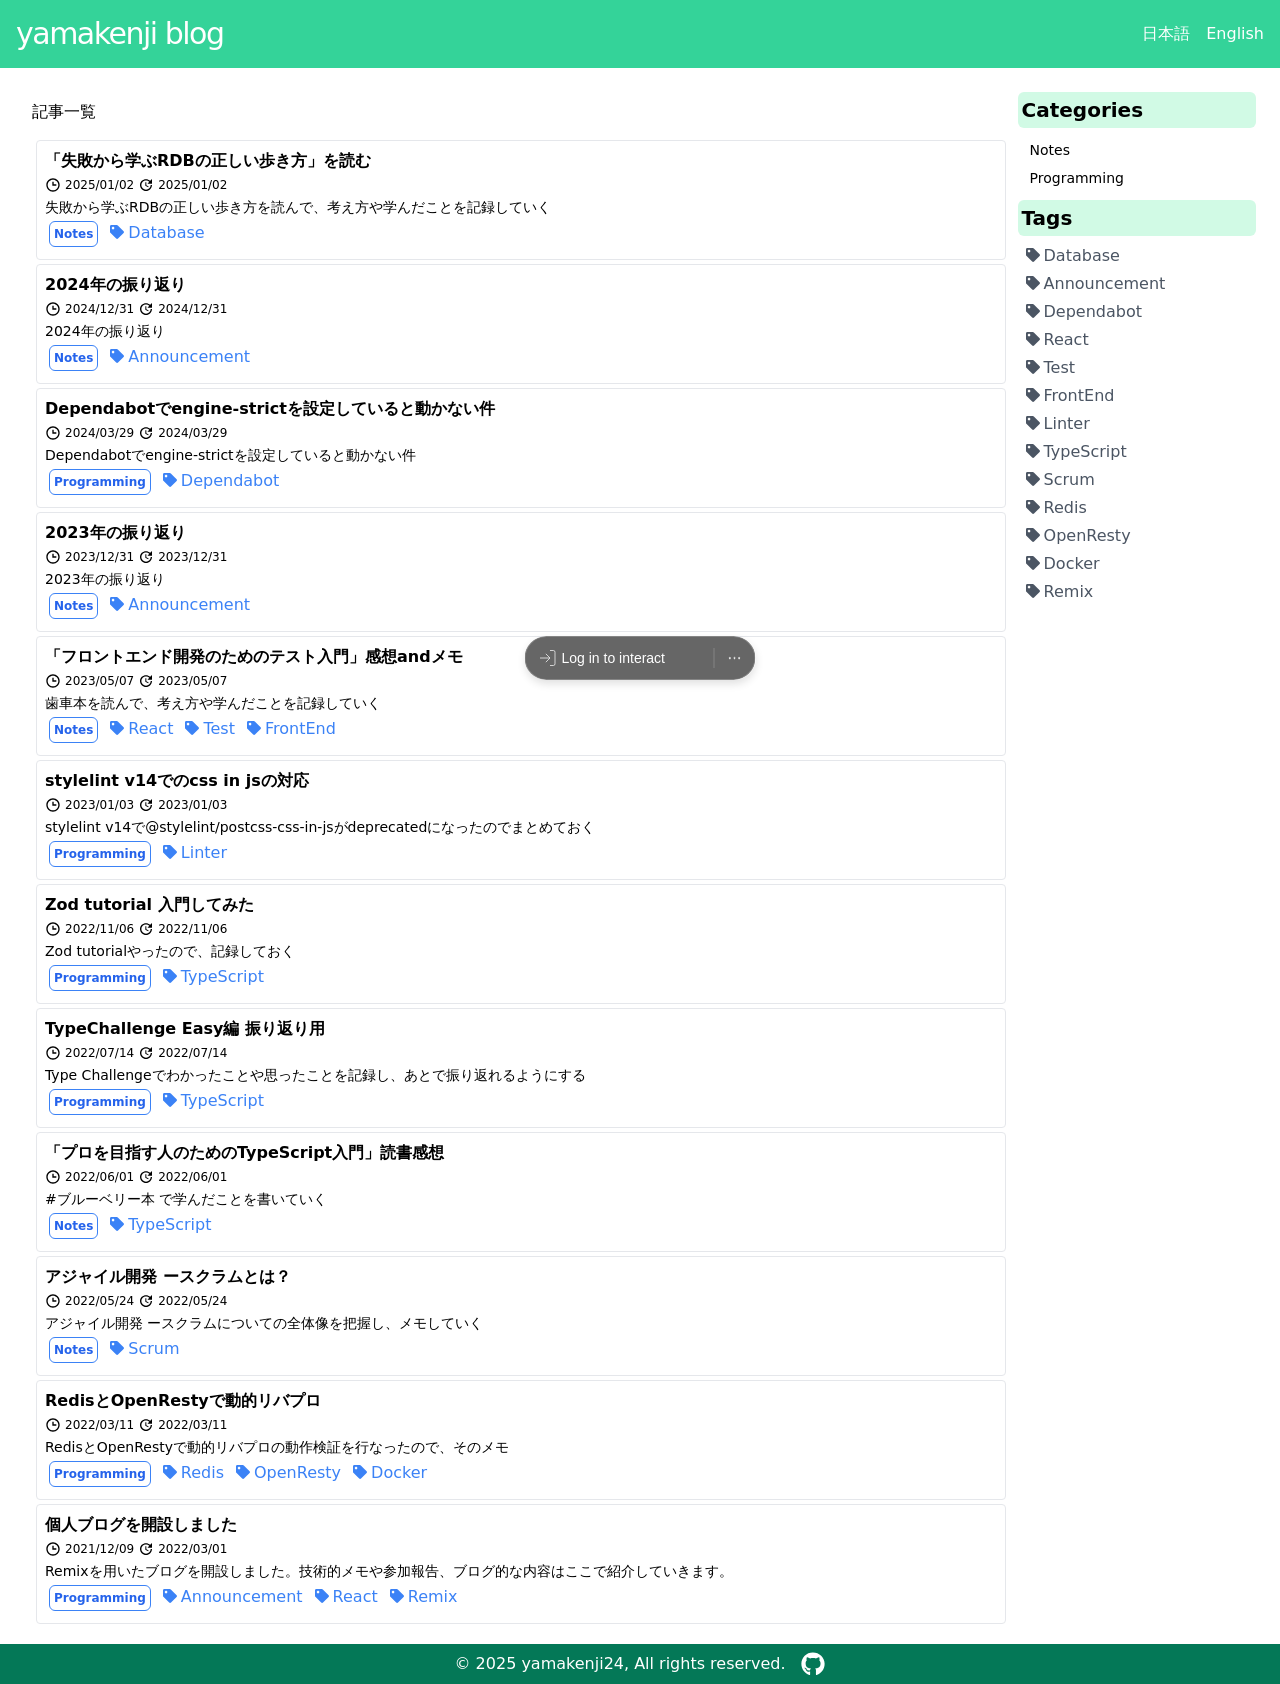 yamakenji blog
日本語 English
記事一覧
「失敗から学ぶRDBの正しい歩き方」を読む
2025/01/02 2025/01/02
失敗から学ぶRDBの正しい歩き方を読んで、考え方や学んだことを記録していく
Notes Database
2024年の振り返り
2024/12/31 2024/12/31
2024年の振り返り
Notes Announcement
Dependabotでengine-strictを設定していると動かない件
2024/03/29 2024/03/29
Dependabotでengine-strictを設定していると動かない件
Programming Dependabot
2023年の振り返り
2023/12/31 2023/12/31
2023年の振り返り
Notes Announcement
「フロントエンド開発のためのテスト入門」感想andメモ
2023/05/07 2023/05/07
歯車本を読んで、考え方や学んだことを記録していく
Notes React Test FrontEnd
Log in to interact
stylelint v14でのcss in jsの対応
2023/01/03 2023/01/03
stylelint v14で@stylelint/postcss-css-in-jsがdeprecatedになったのでまとめておく
Programming Linter
Zod tutorial 入門してみた
2022/11/06 2022/11/06
Zod tutorialやったので、記録しておく
Programming TypeScript
TypeChallenge Easy編 振り返り用
2022/07/14 2022/07/14
Type Challengeでわかったことや思ったことを記録し、あとで振り返れるようにする
Programming TypeScript
「プロを目指す人のためのTypeScript入門」読書感想
2022/06/01 2022/06/01
#ブルーベリー本 で学んだことを書いていく
Notes TypeScript
アジャイル開発 ースクラムとは？
2022/05/24 2022/05/24
アジャイル開発 ースクラムについての全体像を把握し、メモしていく
Notes Scrum
RedisとOpenRestyで動的リバプロ
2022/03/11 2022/03/11
RedisとOpenRestyで動的リバプロの動作検証を行なったので、そのメモ
Programming Redis OpenResty Docker
個人ブログを開設しました
2021/12/09 2022/03/01
Remixを用いたブログを開設しました。技術的メモや参加報告、ブログ的な内容はここで紹介していきます。
Programming Announcement React Remix
Categories
Notes
Programming
Tags
Database
Announcement
Dependabot
React
Test
FrontEnd
Linter
TypeScript
Scrum
Redis
OpenResty
Docker
Remix
© 2025 yamakenji24, All rights reserved.